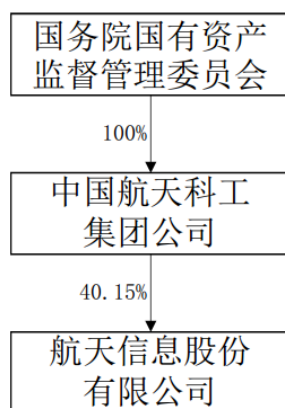 国务院国有资产
监督管理委员会
100%
中国航天科工
集团公司
40.15%
航天信息股份
有限公司